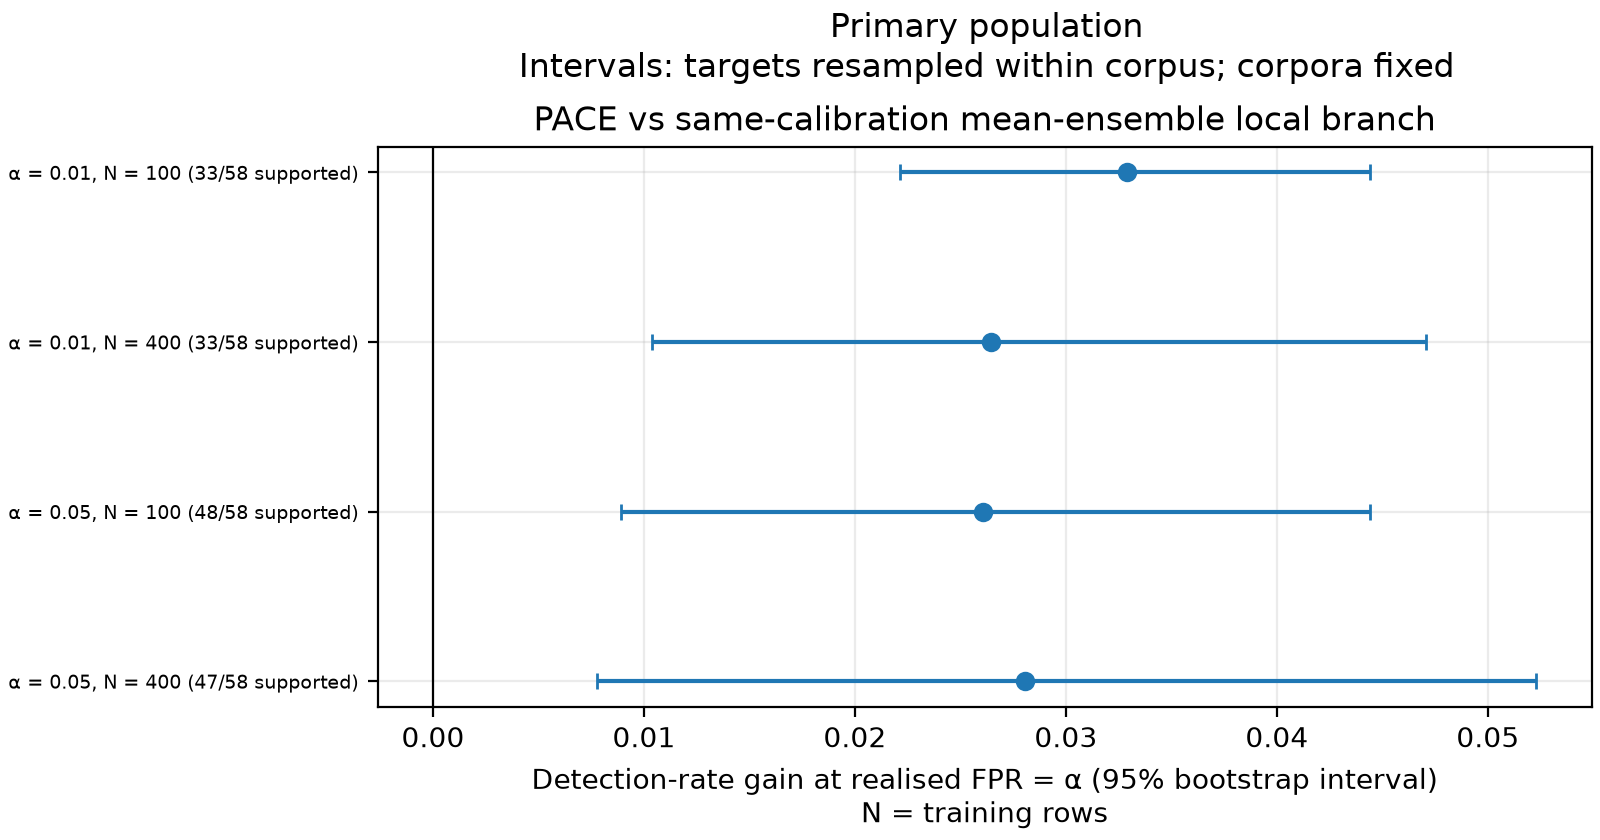 Primary population
Intervals: targets resampled within corpus; corpora fixed
PACE vs same-calibration mean-ensemble local branch
α = 0.01, N = 100 (33/58 supported)
α = 0.01, N = 400 (33/58 supported)
α = 0.05, N = 100 (48/58 supported)
α = 0.05, N = 400 (47/58 supported)
0.00 0.01 0.02 0.03 0.04 0.05
Detection-rate gain at realised FPR = α (95% bootstrap interval)
N = training rows